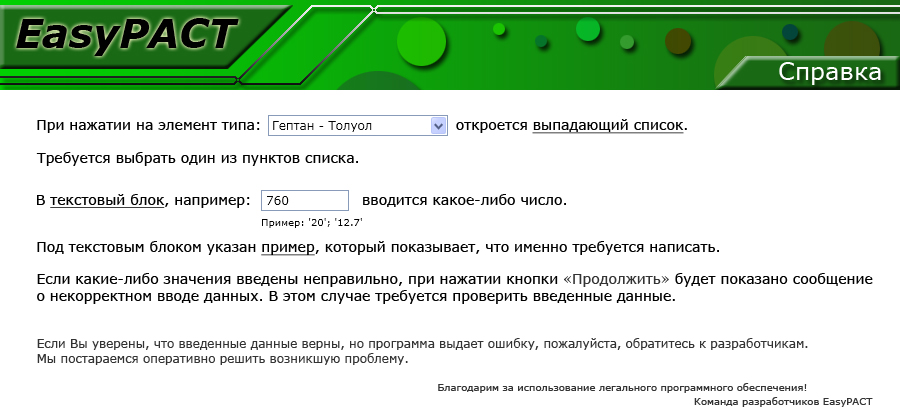 EasyPACT
Справка
При нажатии на элемент типа: Гептан - Толуол откроется выпадающий список.
Требуется выбрать один из пунктов списка.
В текстовый блок, например: 760 вводится какое-либо число.
Пример: '20'; '12.7'
Под текстовым блоком указан пример, который показывает, что именно требуется написать.
Если какие-либо значения введены неправильно, при нажатии кнопки «Продолжить» будет показано сообщение
о некорректном вводе данных. В этом случае требуется проверить введенные данные.
Если Вы уверены, что введенные данные верны, но программа выдает ошибку, пожалуйста, обратитесь к разработчикам.
Мы постараемся оперативно решить возникшую проблему.
Благодарим за использование легального программного обеспечения!
Команда разработчиков EasyPACT